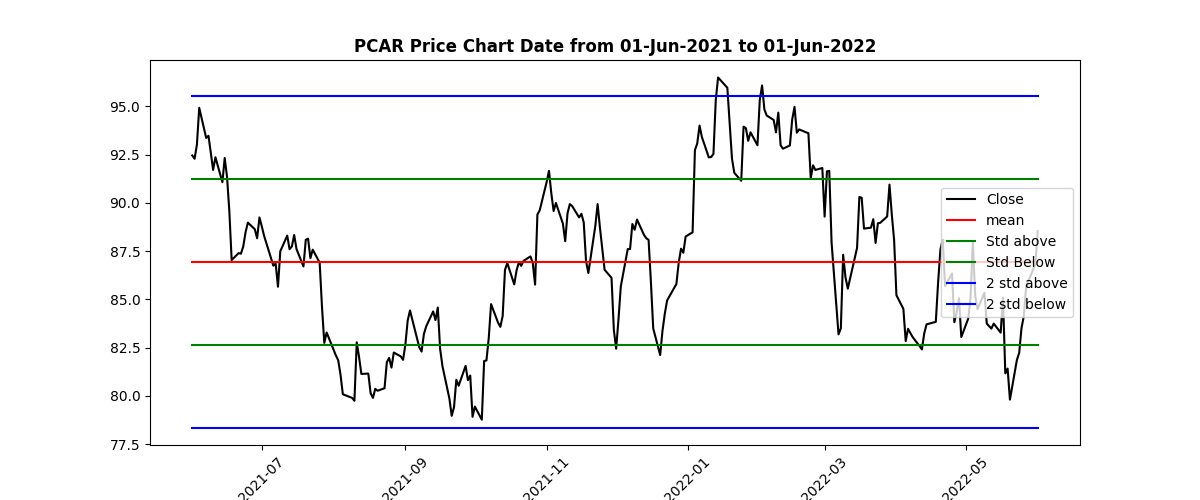 PCAR Price Chart Date from 01-Jun-2021 to 01-Jun-2022
95.0
92.5
90.0
87.5
85.0
82.5
80.0
77.5
Close
mean
Std above
Std Below
2 std above
2 std below
2021-07
2021-09
2021-11
2022-01
2022-03
2022-05